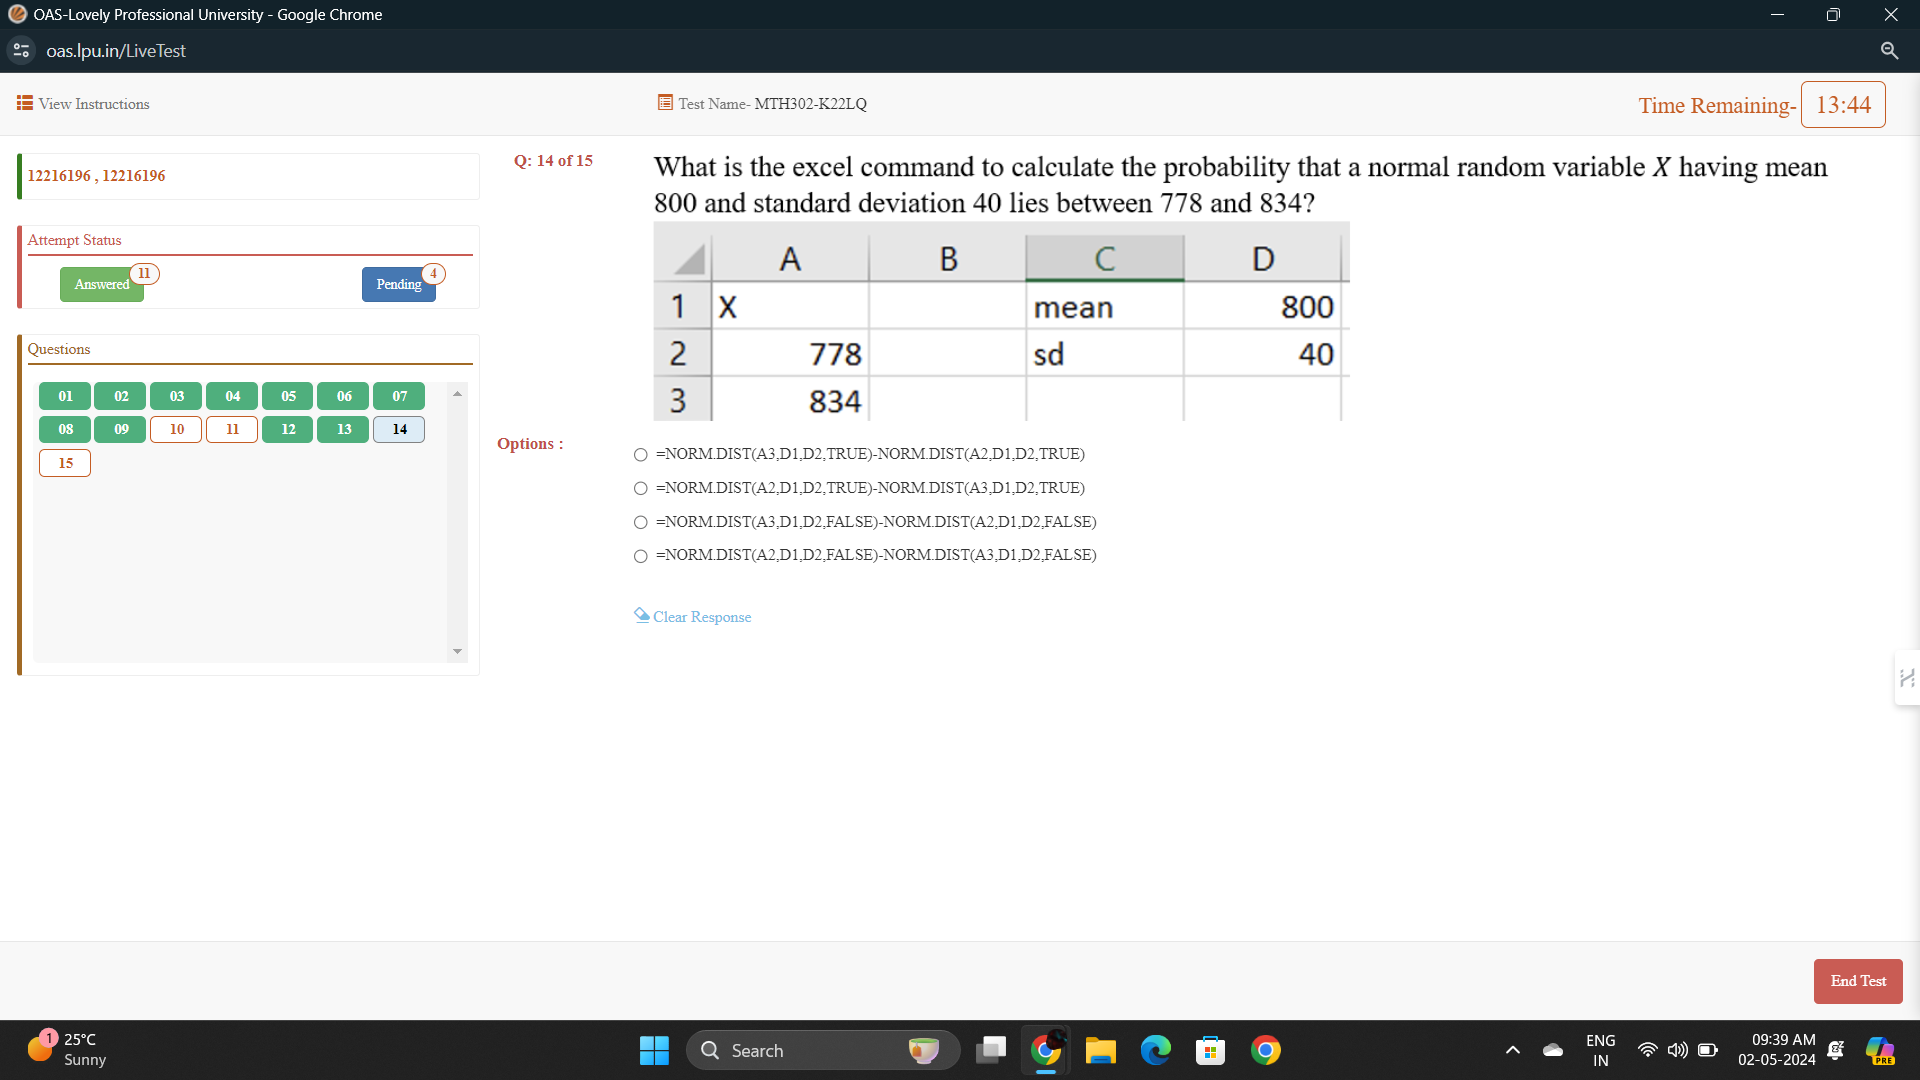 OAS-Lovely Professional University - Google Chrome
oas.lpu.in/LiveTest
View Instructions
Test Name- MTH302-K22LQ
Time Remaining- 13:44
12216196 , 12216196
Attempt Status
Answered 11
Pending 4
Questions
01 02 03 04 05 06 07
08 09 10 11 12 13 14
15
Q: 14 of 15
What is the excel command to calculate the probability that a normal random variable X having mean
800 and standard deviation 40 lies between 778 and 834?
A B C D
1 X mean 800
2 778 sd 40
3 834
Options :
=NORM.DIST(A3,D1,D2,TRUE)-NORM.DIST(A2,D1,D2,TRUE)
=NORM.DIST(A2,D1,D2,TRUE)-NORM.DIST(A3,D1,D2,TRUE)
=NORM.DIST(A3,D1,D2,FALSE)-NORM.DIST(A2,D1,D2,FALSE)
=NORM.DIST(A2,D1,D2,FALSE)-NORM.DIST(A3,D1,D2,FALSE)
Clear Response
End Test
1
25°C
Sunny
Search
ENG
IN
09:39 AM
02-05-2024
PRE